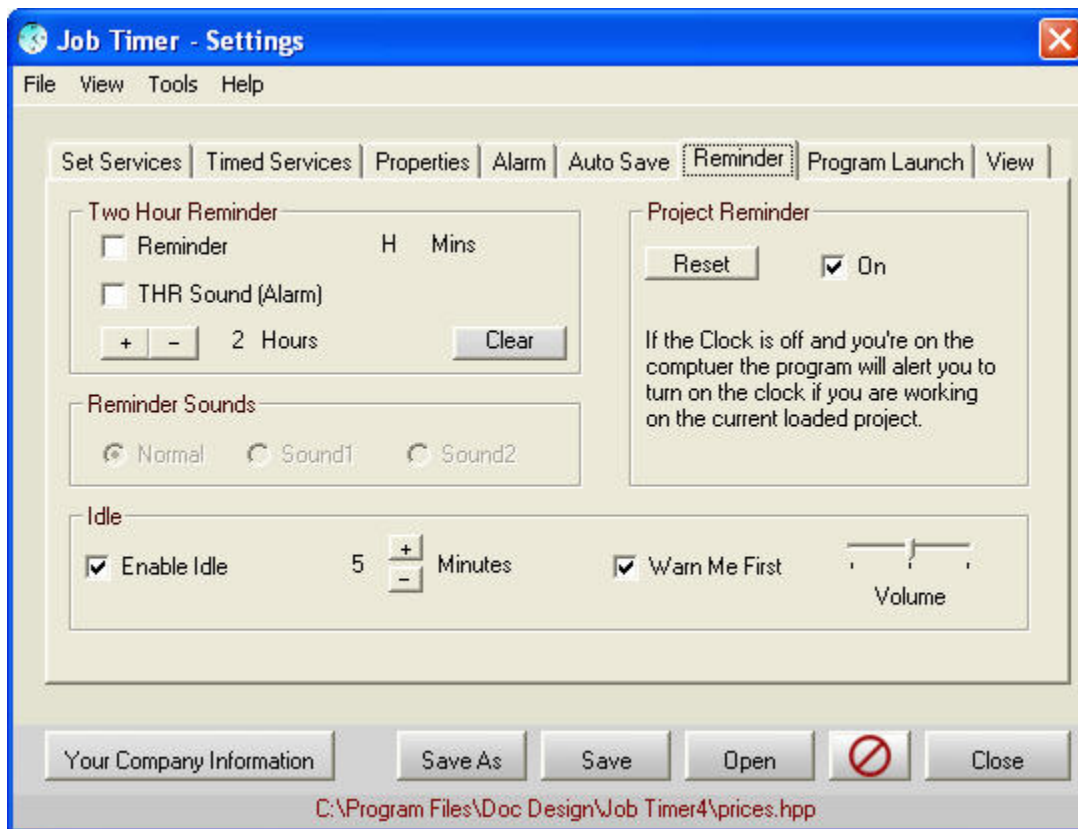 Job Timer - Settings
File View Tools Help
Set Services Timed Services Properties Alarm Auto Save Reminder Program Launch View
Two Hour Reminder
Reminder H Mins
THR Sound (Alarm)
+ - 2 Hours Clear
Project Reminder
Reset On
If the Clock is off and you're on the
comptuer the program will alert you to
turn on the clock if you are working
on the current loaded project.
Reminder Sounds
Normal Sound1 Sound2
Idle
Enable Idle 5 + - Minutes Warn Me First
Volume
Your Company Information Save As Save Open Close
C:\Program Files\Doc Design\Job Timer4\prices.hpp